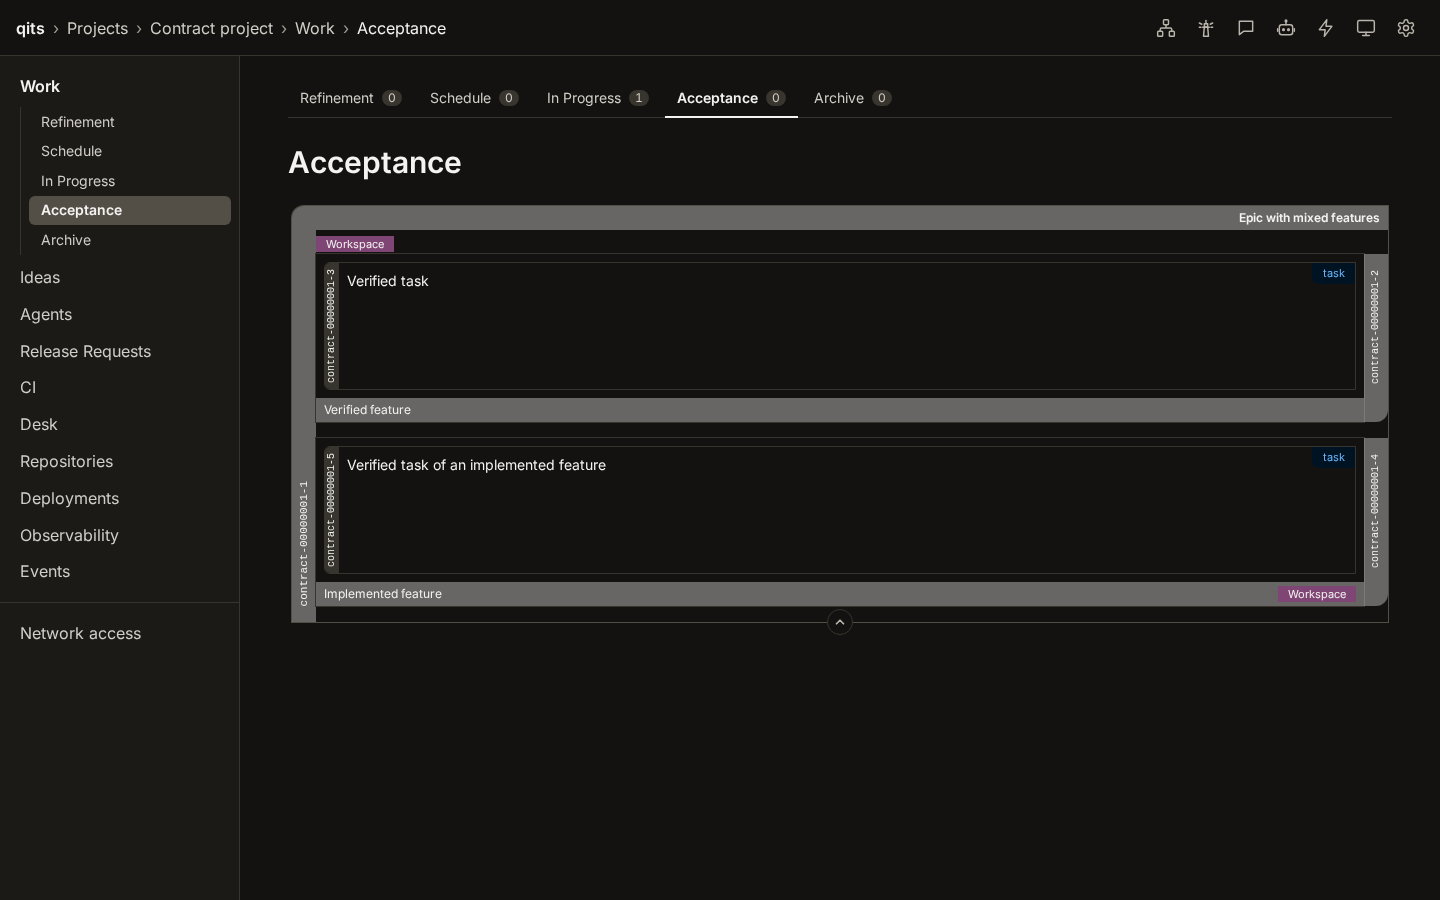 qits › Projects › Contract project › Work › Acceptance
Work
Refinement
Schedule
In Progress
Acceptance
Archive
Ideas
Agents
Release Requests
CI
Desk
Repositories
Deployments
Observability
Events
Network access
Refinement 0
Schedule 0
In Progress 1
Acceptance 0
Archive 0
Acceptance
Epic with mixed features
contract-00000001-1
Workspace
contract-00000001-3
Verified task
task
contract-00000001-2
Verified feature
contract-00000001-5
Verified task of an implemented feature
task
contract-00000001-4
Implemented feature
Workspace